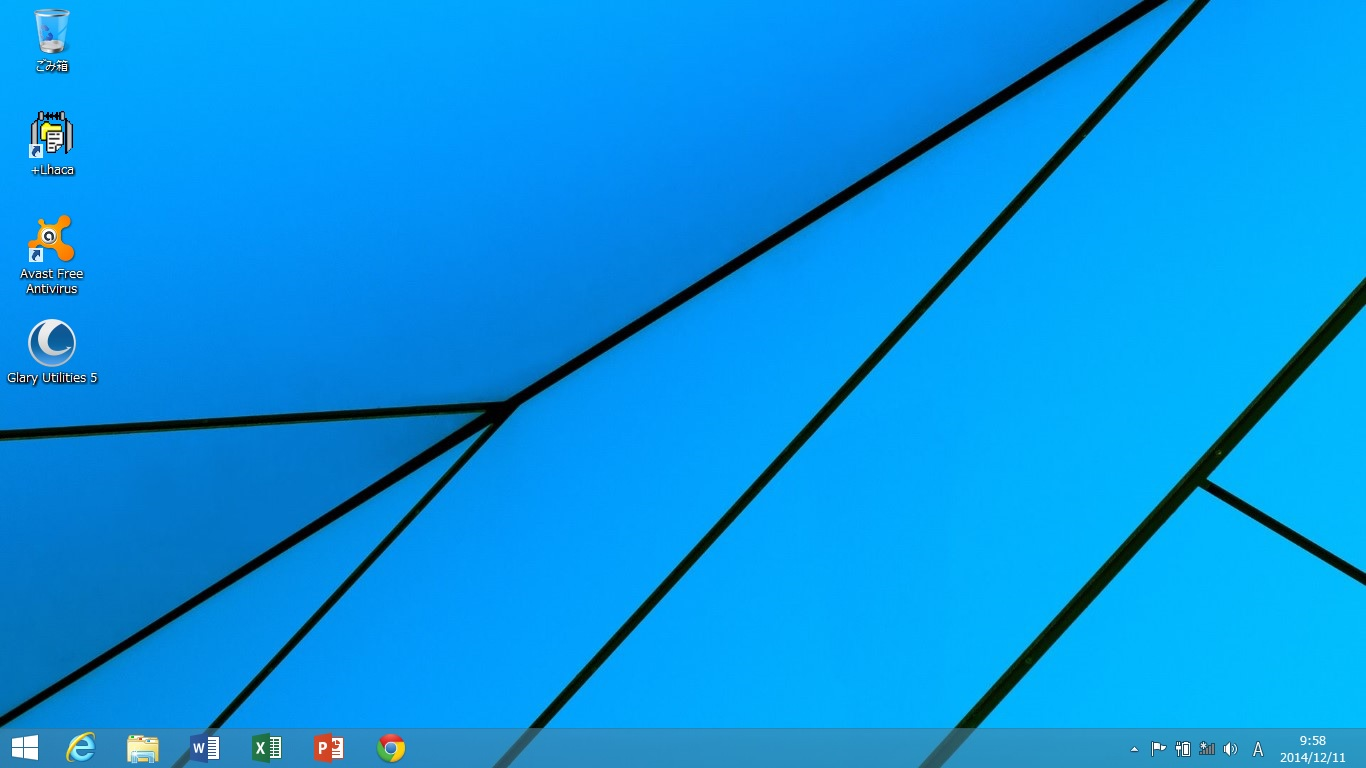 ごみ箱
+Lhaca
Avast Free
Antivirus
Glary Utilities 5
A
9:58
2014/12/11